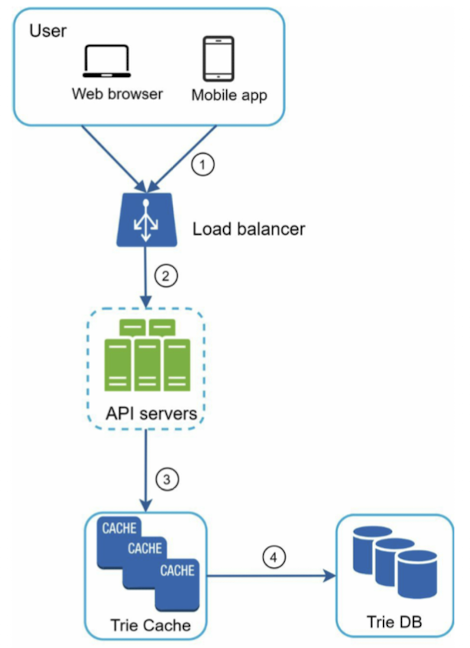 User
Web browser
Mobile app
1
Load balancer
2
API servers
3
CACHE
CACHE
CACHE
4
Trie Cache
Trie DB